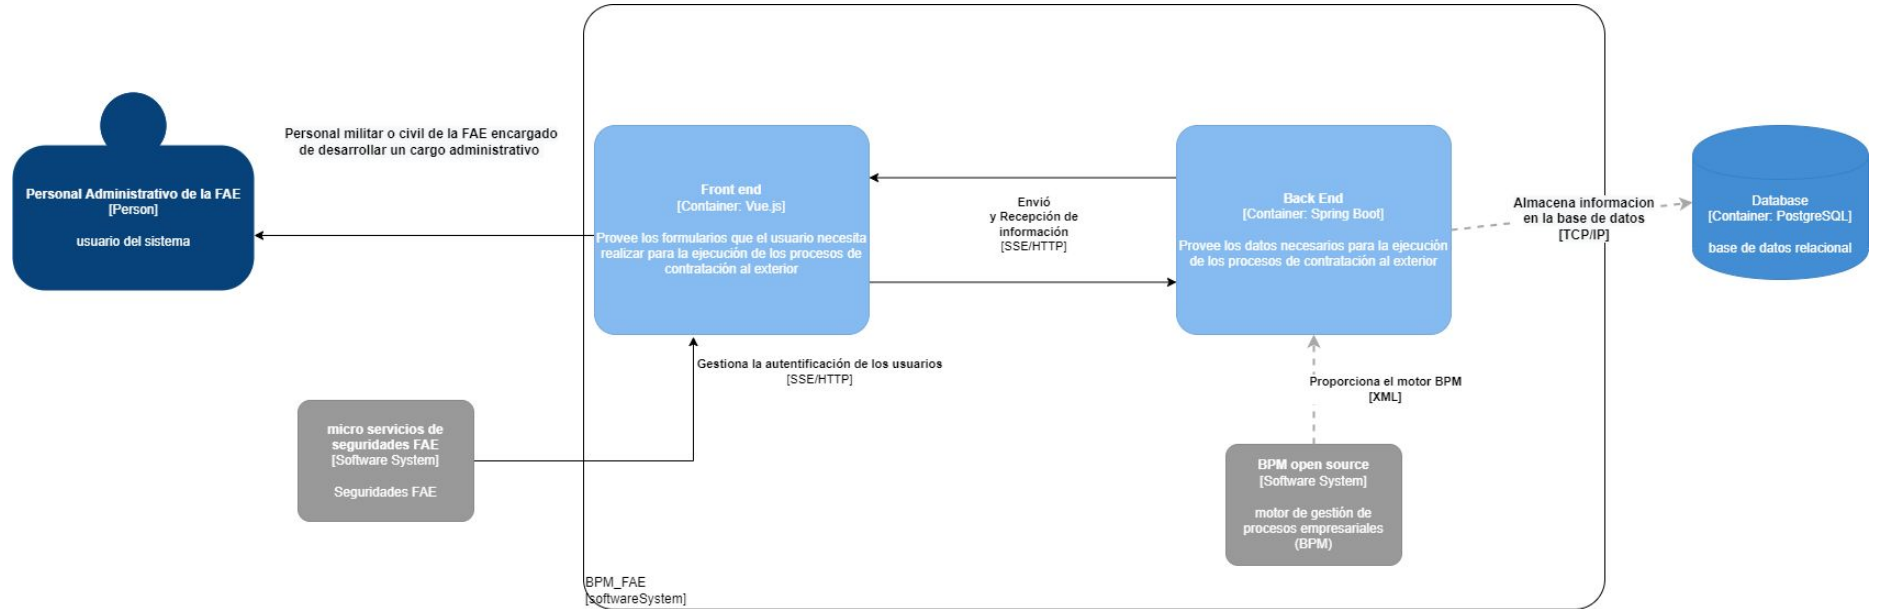 Personal Administrativo de la FAE
[Person]
usuario del sistema
Personal militar o civil de la FAE encargado
de desarrollar un cargo administrativo
Front end
[Container: Vue.js]
Provee los formularios que el usuario necesita
realizar para la ejecución de los procesos de
contratación al exterior
Envió
y Recepción de
información
[SSE/HTTP]
Back End
[Container: Spring Boot]
Provee los datos necesarios para la ejecución
de los procesos de contratación al exterior
Almacena informacion
en la base de datos
[TCP/IP]
Database
[Container: PostgreSQL]
base de datos relacional
Gestiona la autentificación de los usuarios
[SSE/HTTP]
Proporciona el motor BPM
[XML]
micro servicios de
seguridades FAE
[Software System]
Seguridades FAE
BPM open source
[Software System]
motor de gestión de
procesos empresariales
(BPM)
BPM_FAE
[softwareSystem]